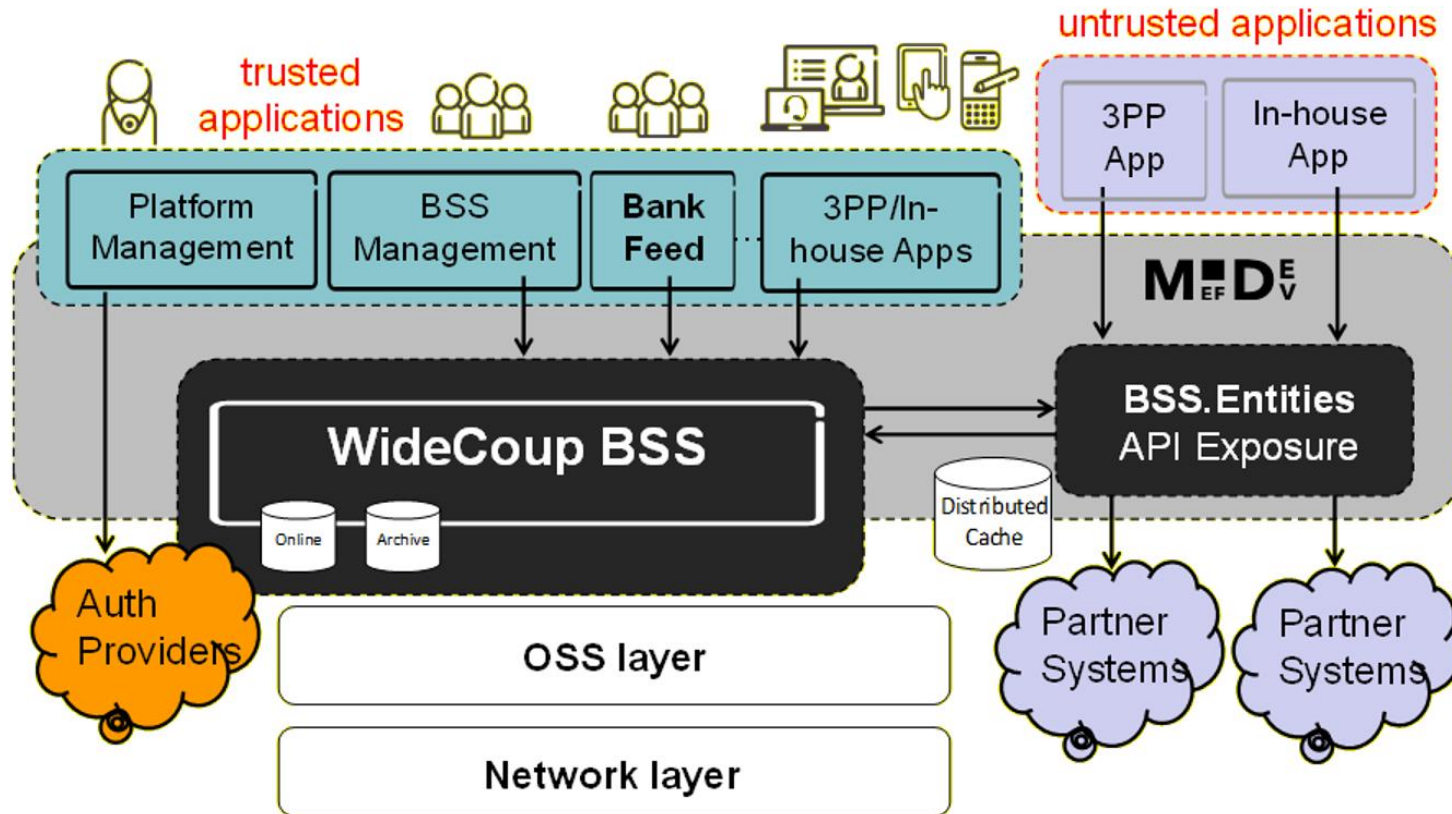 untrusted applications
trusted
applications
3PP
App
In-house
App
Platform
Management
BSS
Management
Bank
Feed
3PP/In-
house Apps
M EF D EV
WideCoup BSS
Online
Archive
BSS.Entities
API Exposure
Distributed
Cache
Auth
Providers
OSS layer
Network layer
Partner
Systems
Partner
Systems